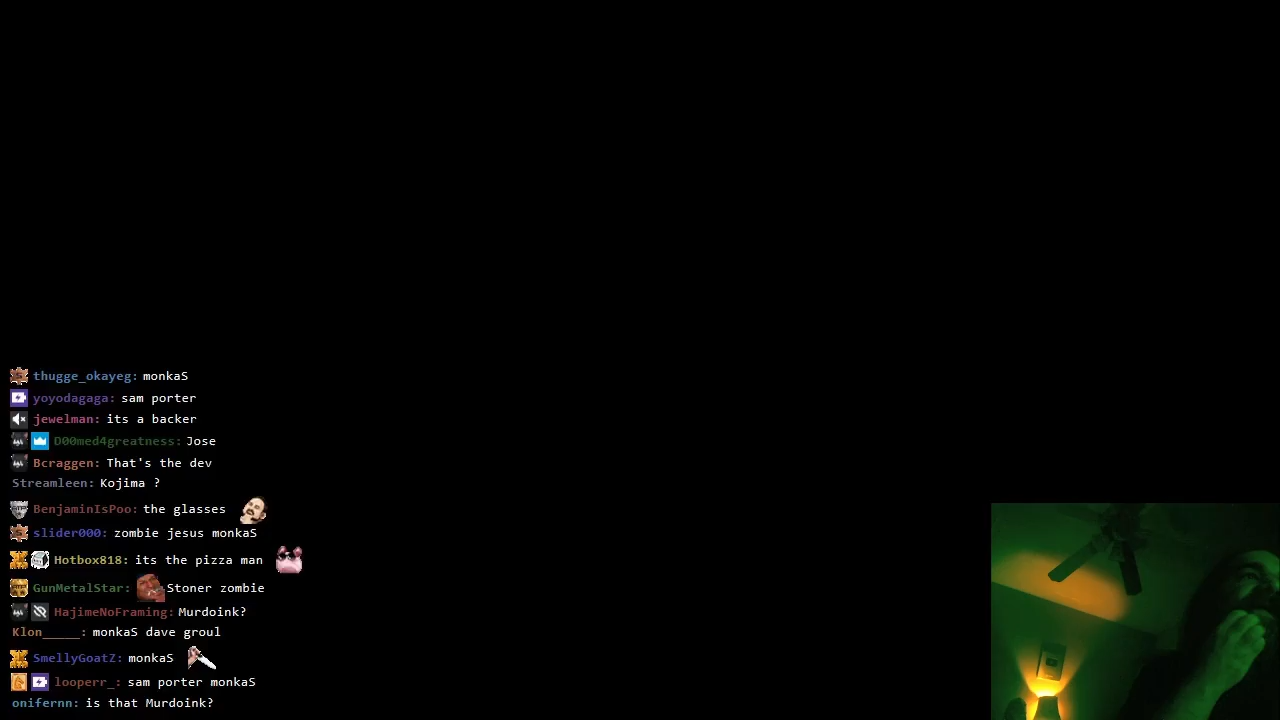 thugge_okayeg: monkaS
yoyodagaga: sam porter
jewelman: its a backer
D00med4greatness: Jose
Bcraggen: That's the dev
Streamleen: Kojima ?
BenjaminIsPoo: the glasses
slider000: zombie jesus monkaS
Hotbox818: its the pizza man
GunMetalStar: Stoner zombie
HajimeNoFraming: Murdoink?
Klon_____: monkaS dave groul
SmellyGoatZ: monkaS
looperr_: sam porter monkaS
onifernn: is that Murdoink?